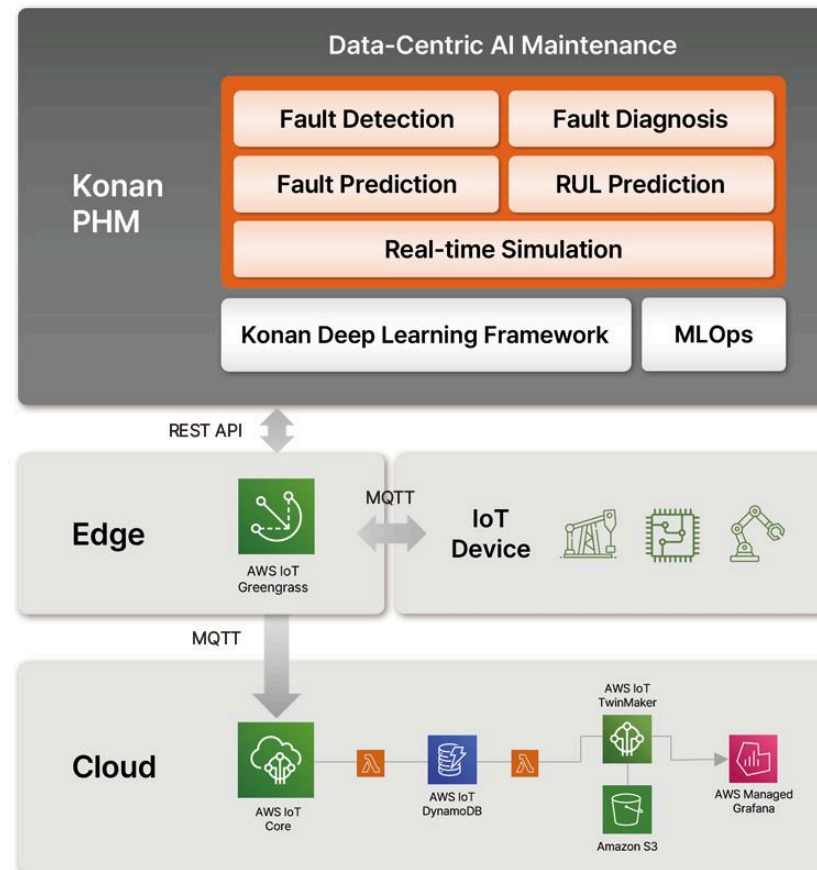 Data-Centric AI Maintenance
Konan
PHM
Fault Detection
Fault Diagnosis
Fault Prediction
RUL Prediction
Real-time Simulation
Konan Deep Learning Framework
MLOps
REST API
Edge
AWS IoT
Greengrass
MQTT
IoT
Device
MQTT
Cloud
AWS IoT
Core
λ
AWS IoT
DynamoDB
λ
AWS IoT
TwinMaker
Amazon S3
AWS Managed
Grafana